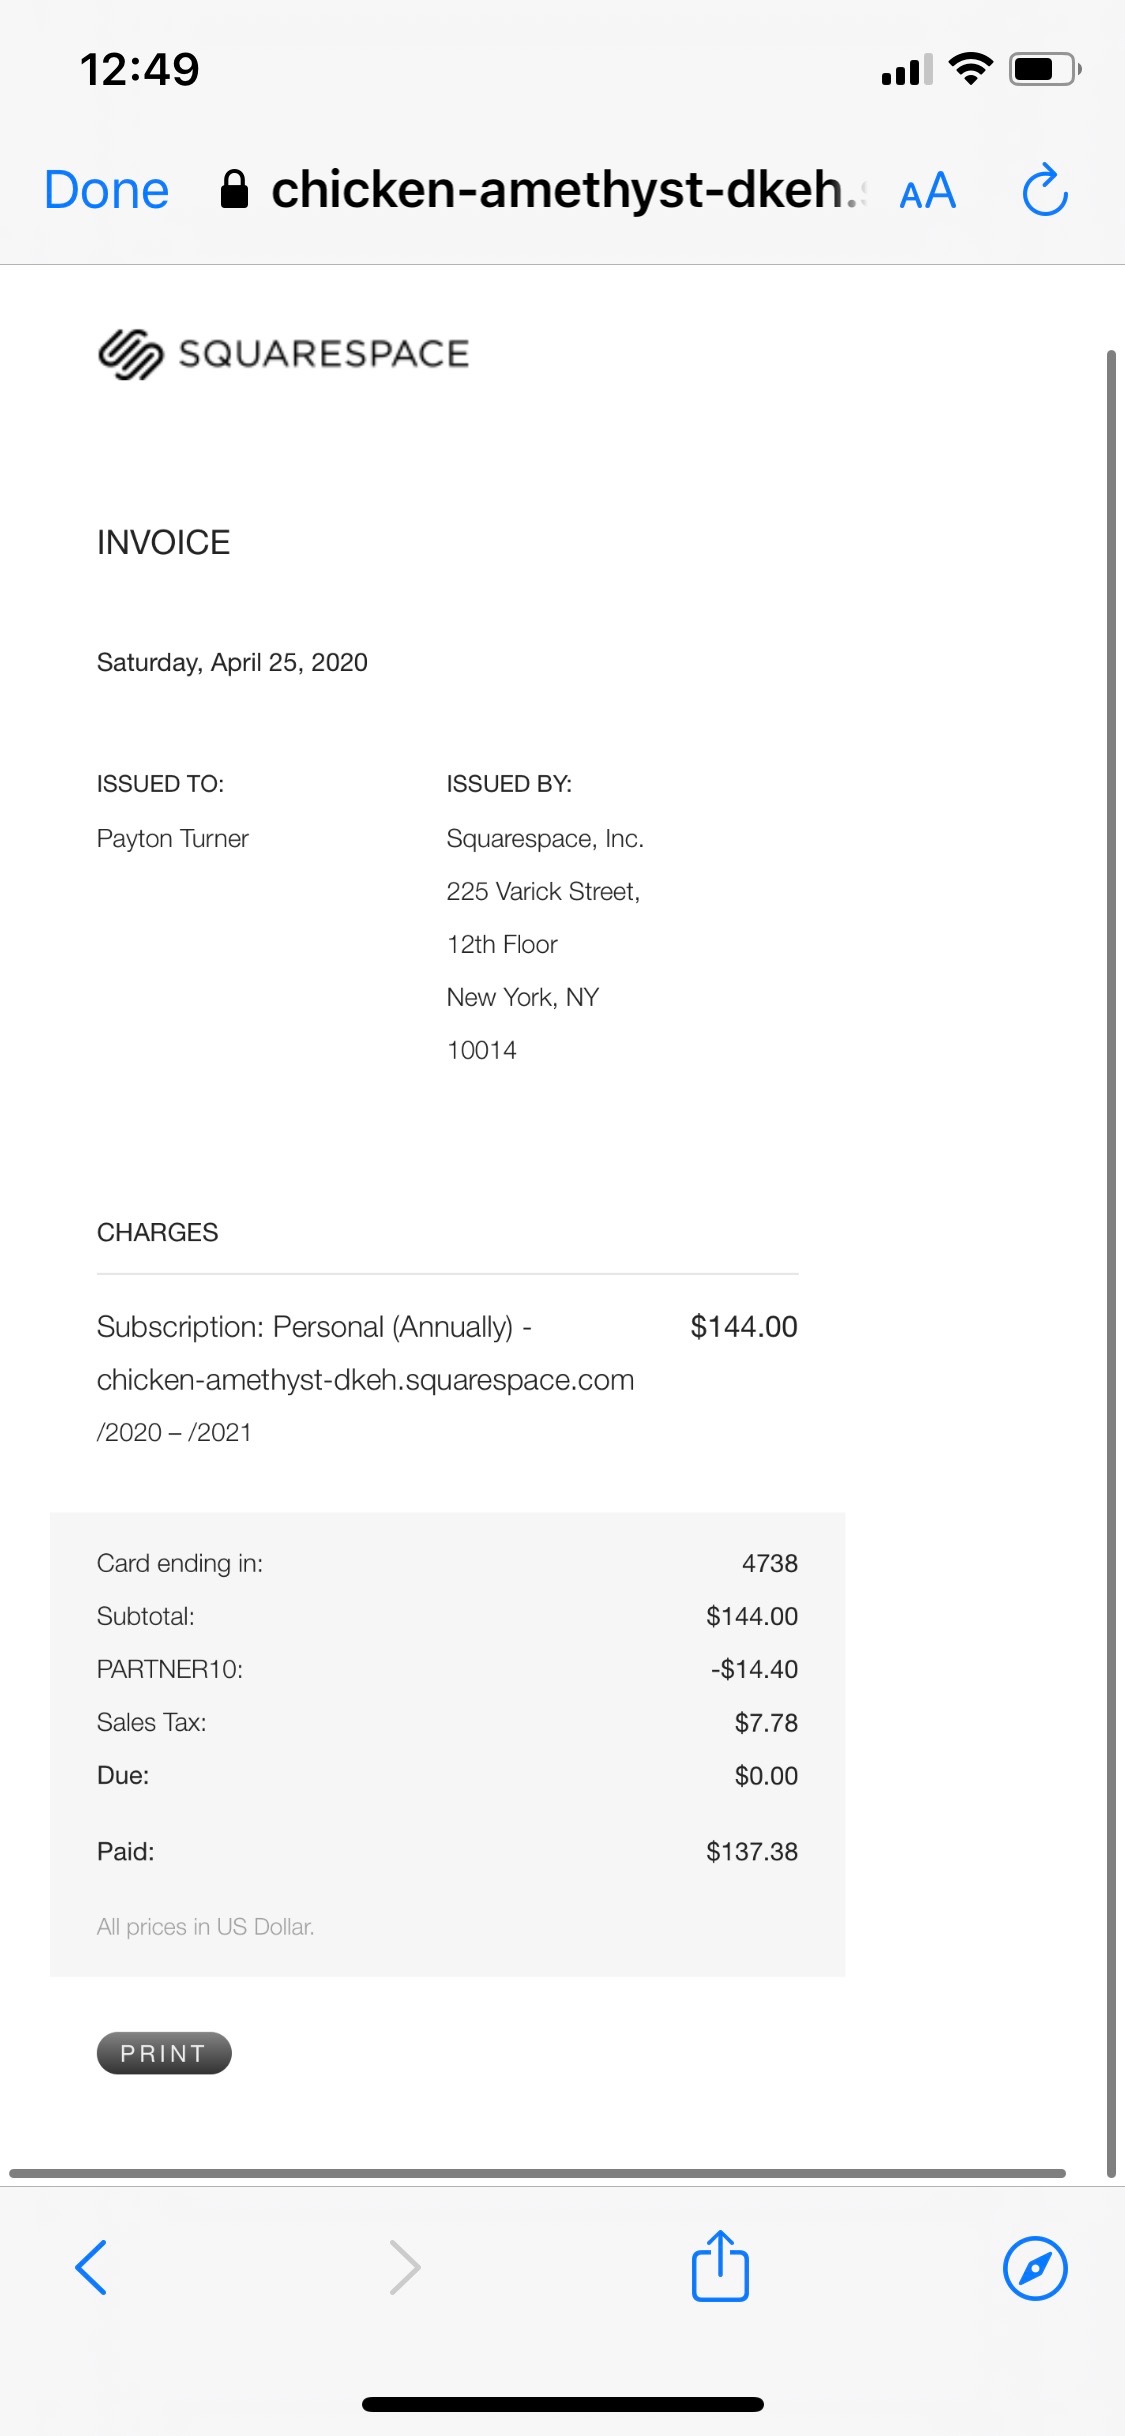 12:49
Done chicken-amethyst-dkeh. AA
SQUARESPACE
INVOICE
Saturday, April 25, 2020
ISSUED TO:
Payton Turner
ISSUED BY:
Squarespace, Inc.
225 Varick Street,
12th Floor
New York, NY
10014
CHARGES
Subscription: Personal (Annually) - $144.00
chicken-amethyst-dkeh.squarespace.com
/2020 – /2021
Card ending in: 4738
Subtotal: $144.00
PARTNER10: -$14.40
Sales Tax: $7.78
Due: $0.00
Paid: $137.38
All prices in US Dollar.
PRINT